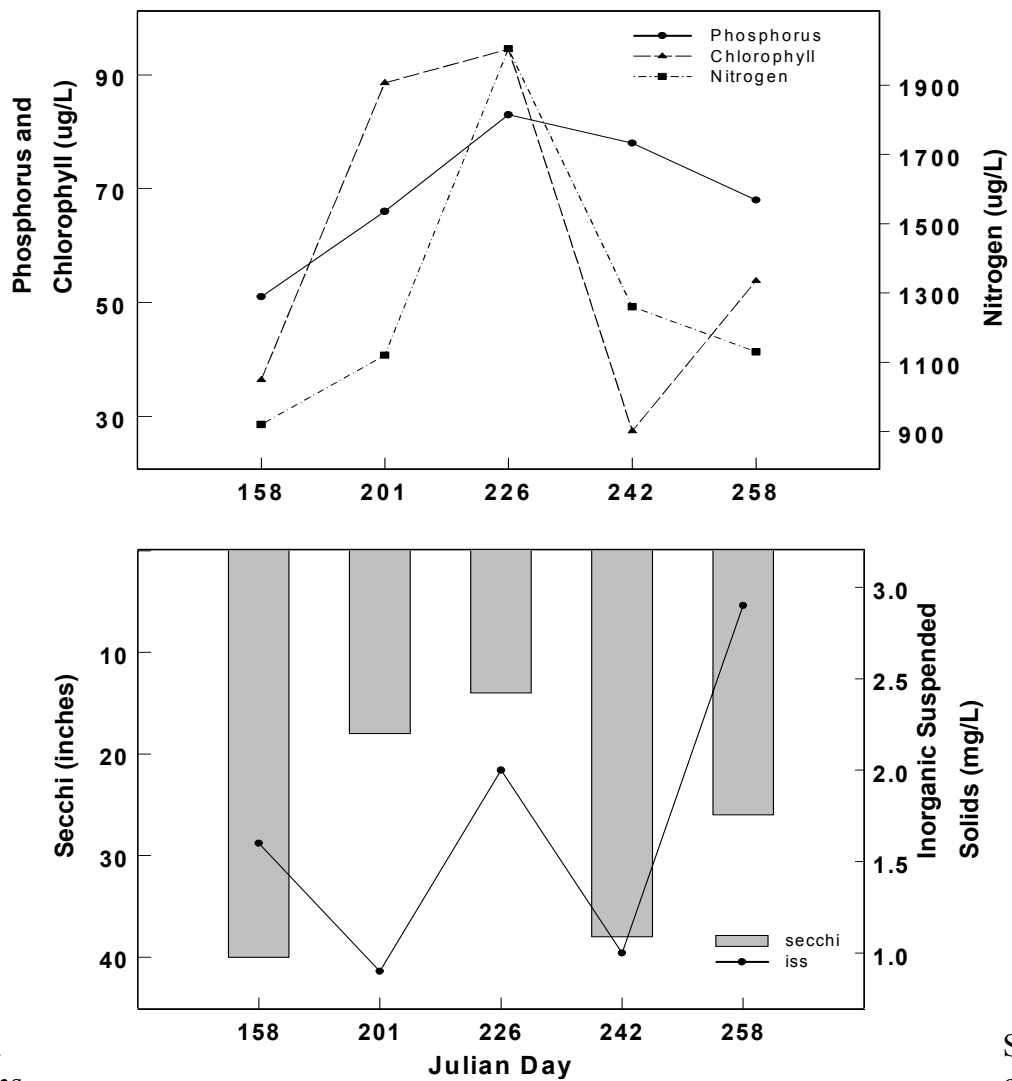 Phosphorus
Chlorophyll
Nitrogen
Phosphorus and
Chlorophyll (ug/L)
90
70
50
30
1900
1700
1500
1300
1100
900
Nitrogen (ug/L)
158 201 226 242 258
Secchi (inches)
10
20
30
40
3.0
2.5
2.0
1.5
1.0
Inorganic Suspended
Solids (mg/L)
secchi
iss
158 201 226 242 258
Julian Day
S